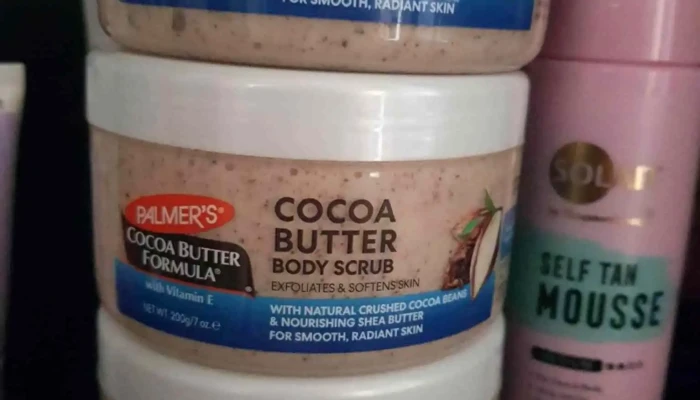 FOR SMOOTH, RADIANT SKIN
PALMER'S®
COCOA BUTTER
FORMULA®
with Vitamin E
NET WT. 200g/7 oz. e
COCOA
BUTTER
BODY SCRUB
EXFOLIATES & SOFTENS SKIN
WITH NATURAL CRUSHED COCOA BEANS
& NOURISHING SHEA BUTTER
FOR SMOOTH, RADIANT SKIN
SELF TAN
MOUSSE